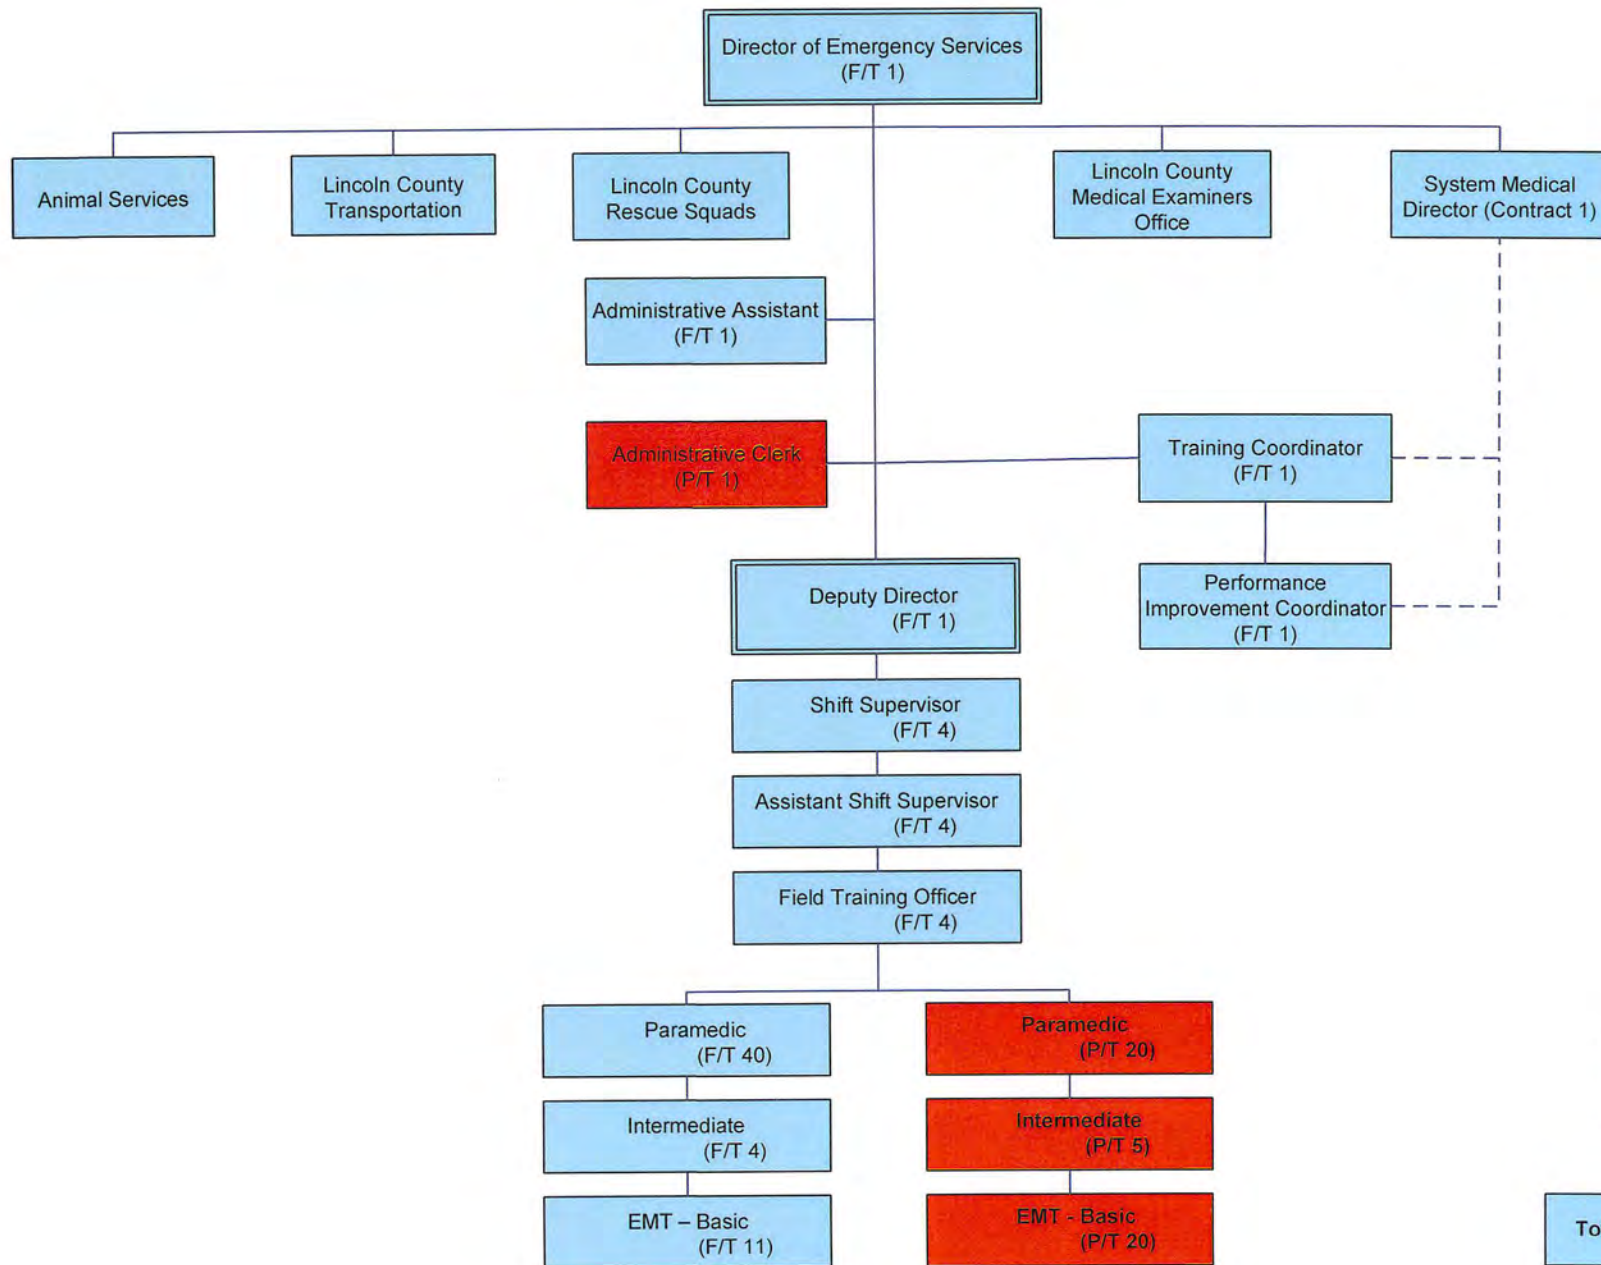 Director of Emergency Services
(F/T 1)
Animal Services
Lincoln County
Transportation
Lincoln County
Rescue Squads
Lincoln County
Medical Examiners
Office
System Medical
Director (Contract 1)
Administrative Assistant
(F/T 1)
Administrative Clerk
(P/T 1)
Training Coordinator
(F/T 1)
Deputy Director
(F/T 1)
Performance
Improvement Coordinator
(F/T 1)
Shift Supervisor
(F/T 4)
Assistant Shift Supervisor
(F/T 4)
Field Training Officer
(F/T 4)
Paramedic
(F/T 40)
Paramedic
(P/T 20)
Intermediate
(F/T 4)
Intermediate
(P/T 5)
EMT – Basic
(F/T 11)
EMT - Basic
(P/T 20)